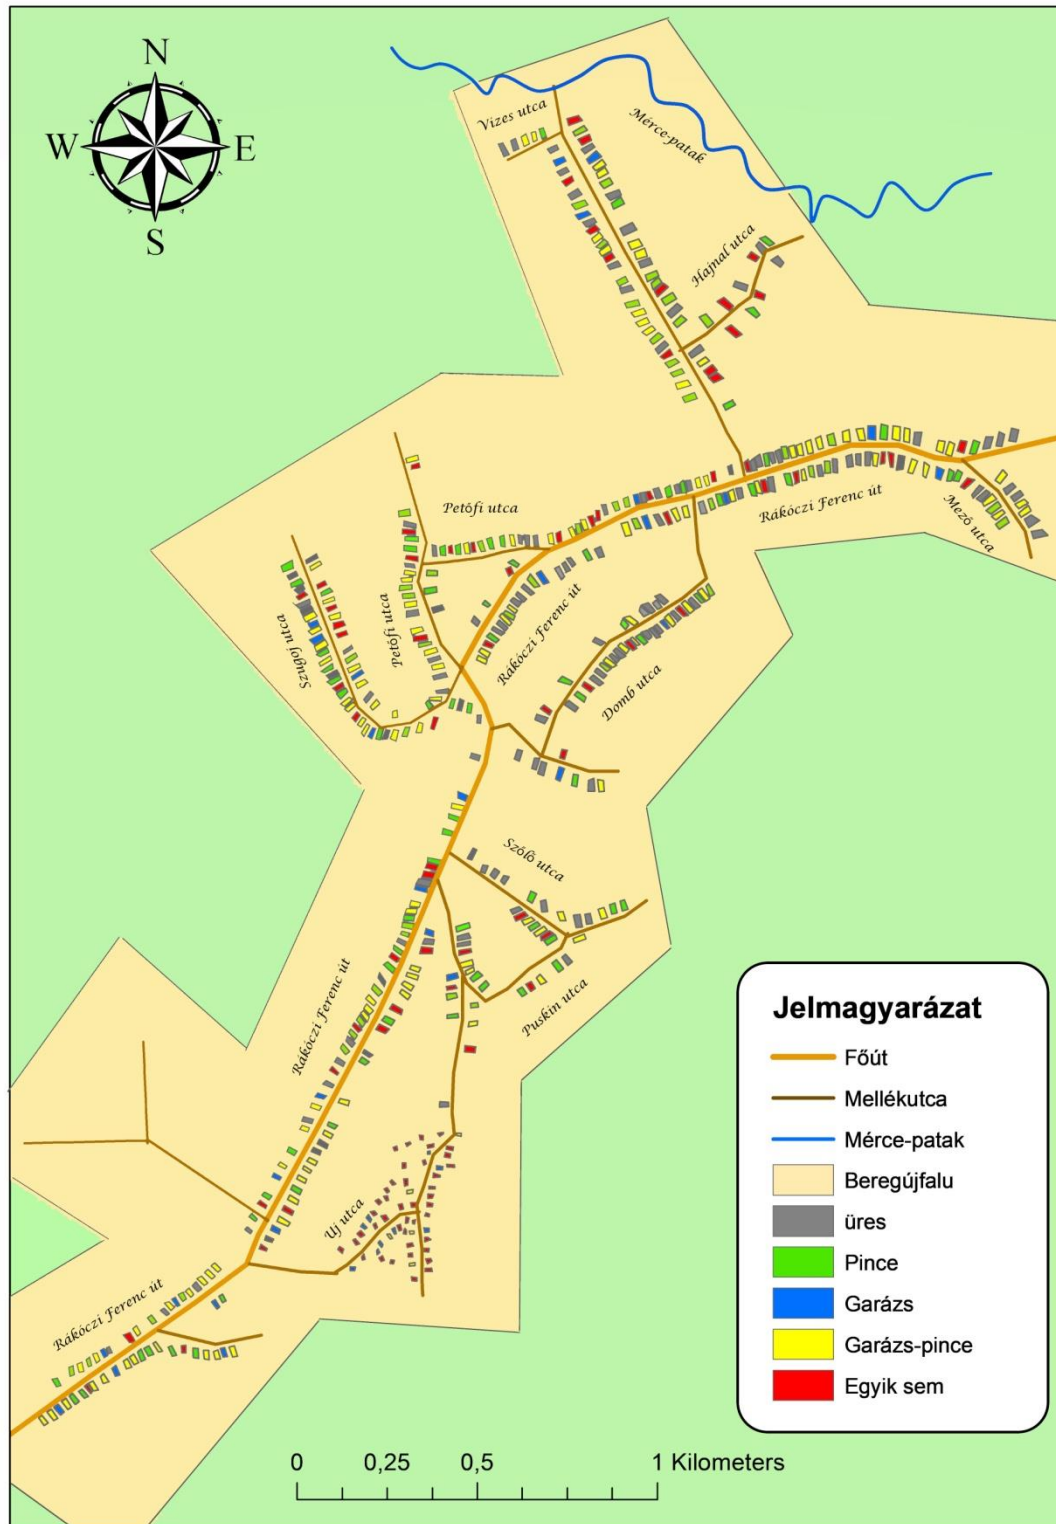 N
W
E
S
Vizes utca
Mérce-patak
Hajnal utca
Petőfi utca
Rákóczi Ferenc út
Mező utca
Szugoj utca
Petőfi utca
Rákóczi Ferenc út
Domb utca
Szőlő utca
Rákóczi Ferenc út
Puskin utca
Uj utca
Rákóczi Ferenc út
Jelmagyarázat
Főút
Mellékutca
Mérce-patak
Beregújfalu
üres
Pince
Garázs
Garázs-pince
Egyik sem
0 0,25 0,5 1 Kilometers